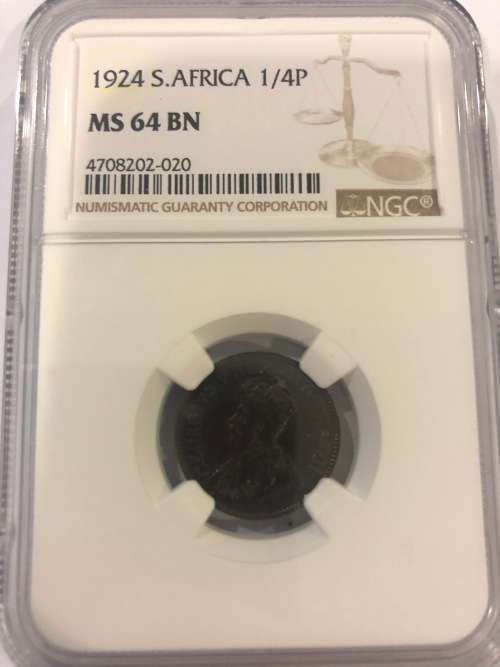 1924 S.AFRICA 1/4P
MS 64 BN
4708202-020
NUMISMATIC GUARANTY CORPORATION NGC®